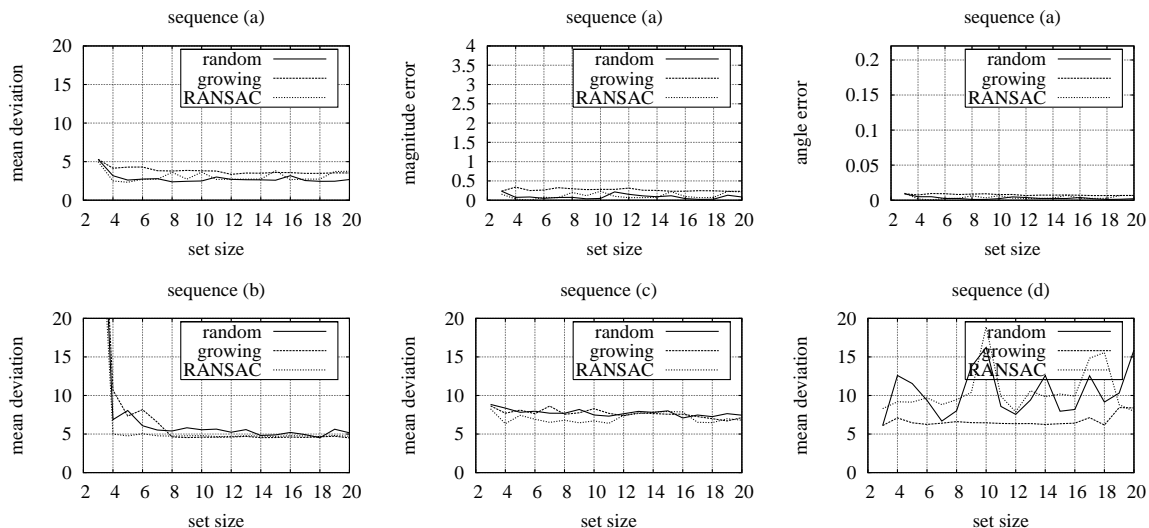 sequence (a)
mean deviation
20
15
10
5
0
random
growing
RANSAC
2 4 6 8 10 12 14 16 18 20
set size
sequence (a)
magnitude error
4
3.5
3
2.5
2
1.5
1
0.5
0
random
growing
RANSAC
2 4 6 8 10 12 14 16 18 20
set size
sequence (a)
angle error
0.2
0.15
0.1
0.05
0
random
growing
RANSAC
2 4 6 8 10 12 14 16 18 20
set size
sequence (b)
mean deviation
20
15
10
5
0
random
growing
RANSAC
2 4 6 8 10 12 14 16 18 20
set size
sequence (c)
mean deviation
20
15
10
5
0
random
growing
RANSAC
2 4 6 8 10 12 14 16 18 20
set size
sequence (d)
mean deviation
20
15
10
5
0
random
growing
RANSAC
2 4 6 8 10 12 14 16 18 20
set size